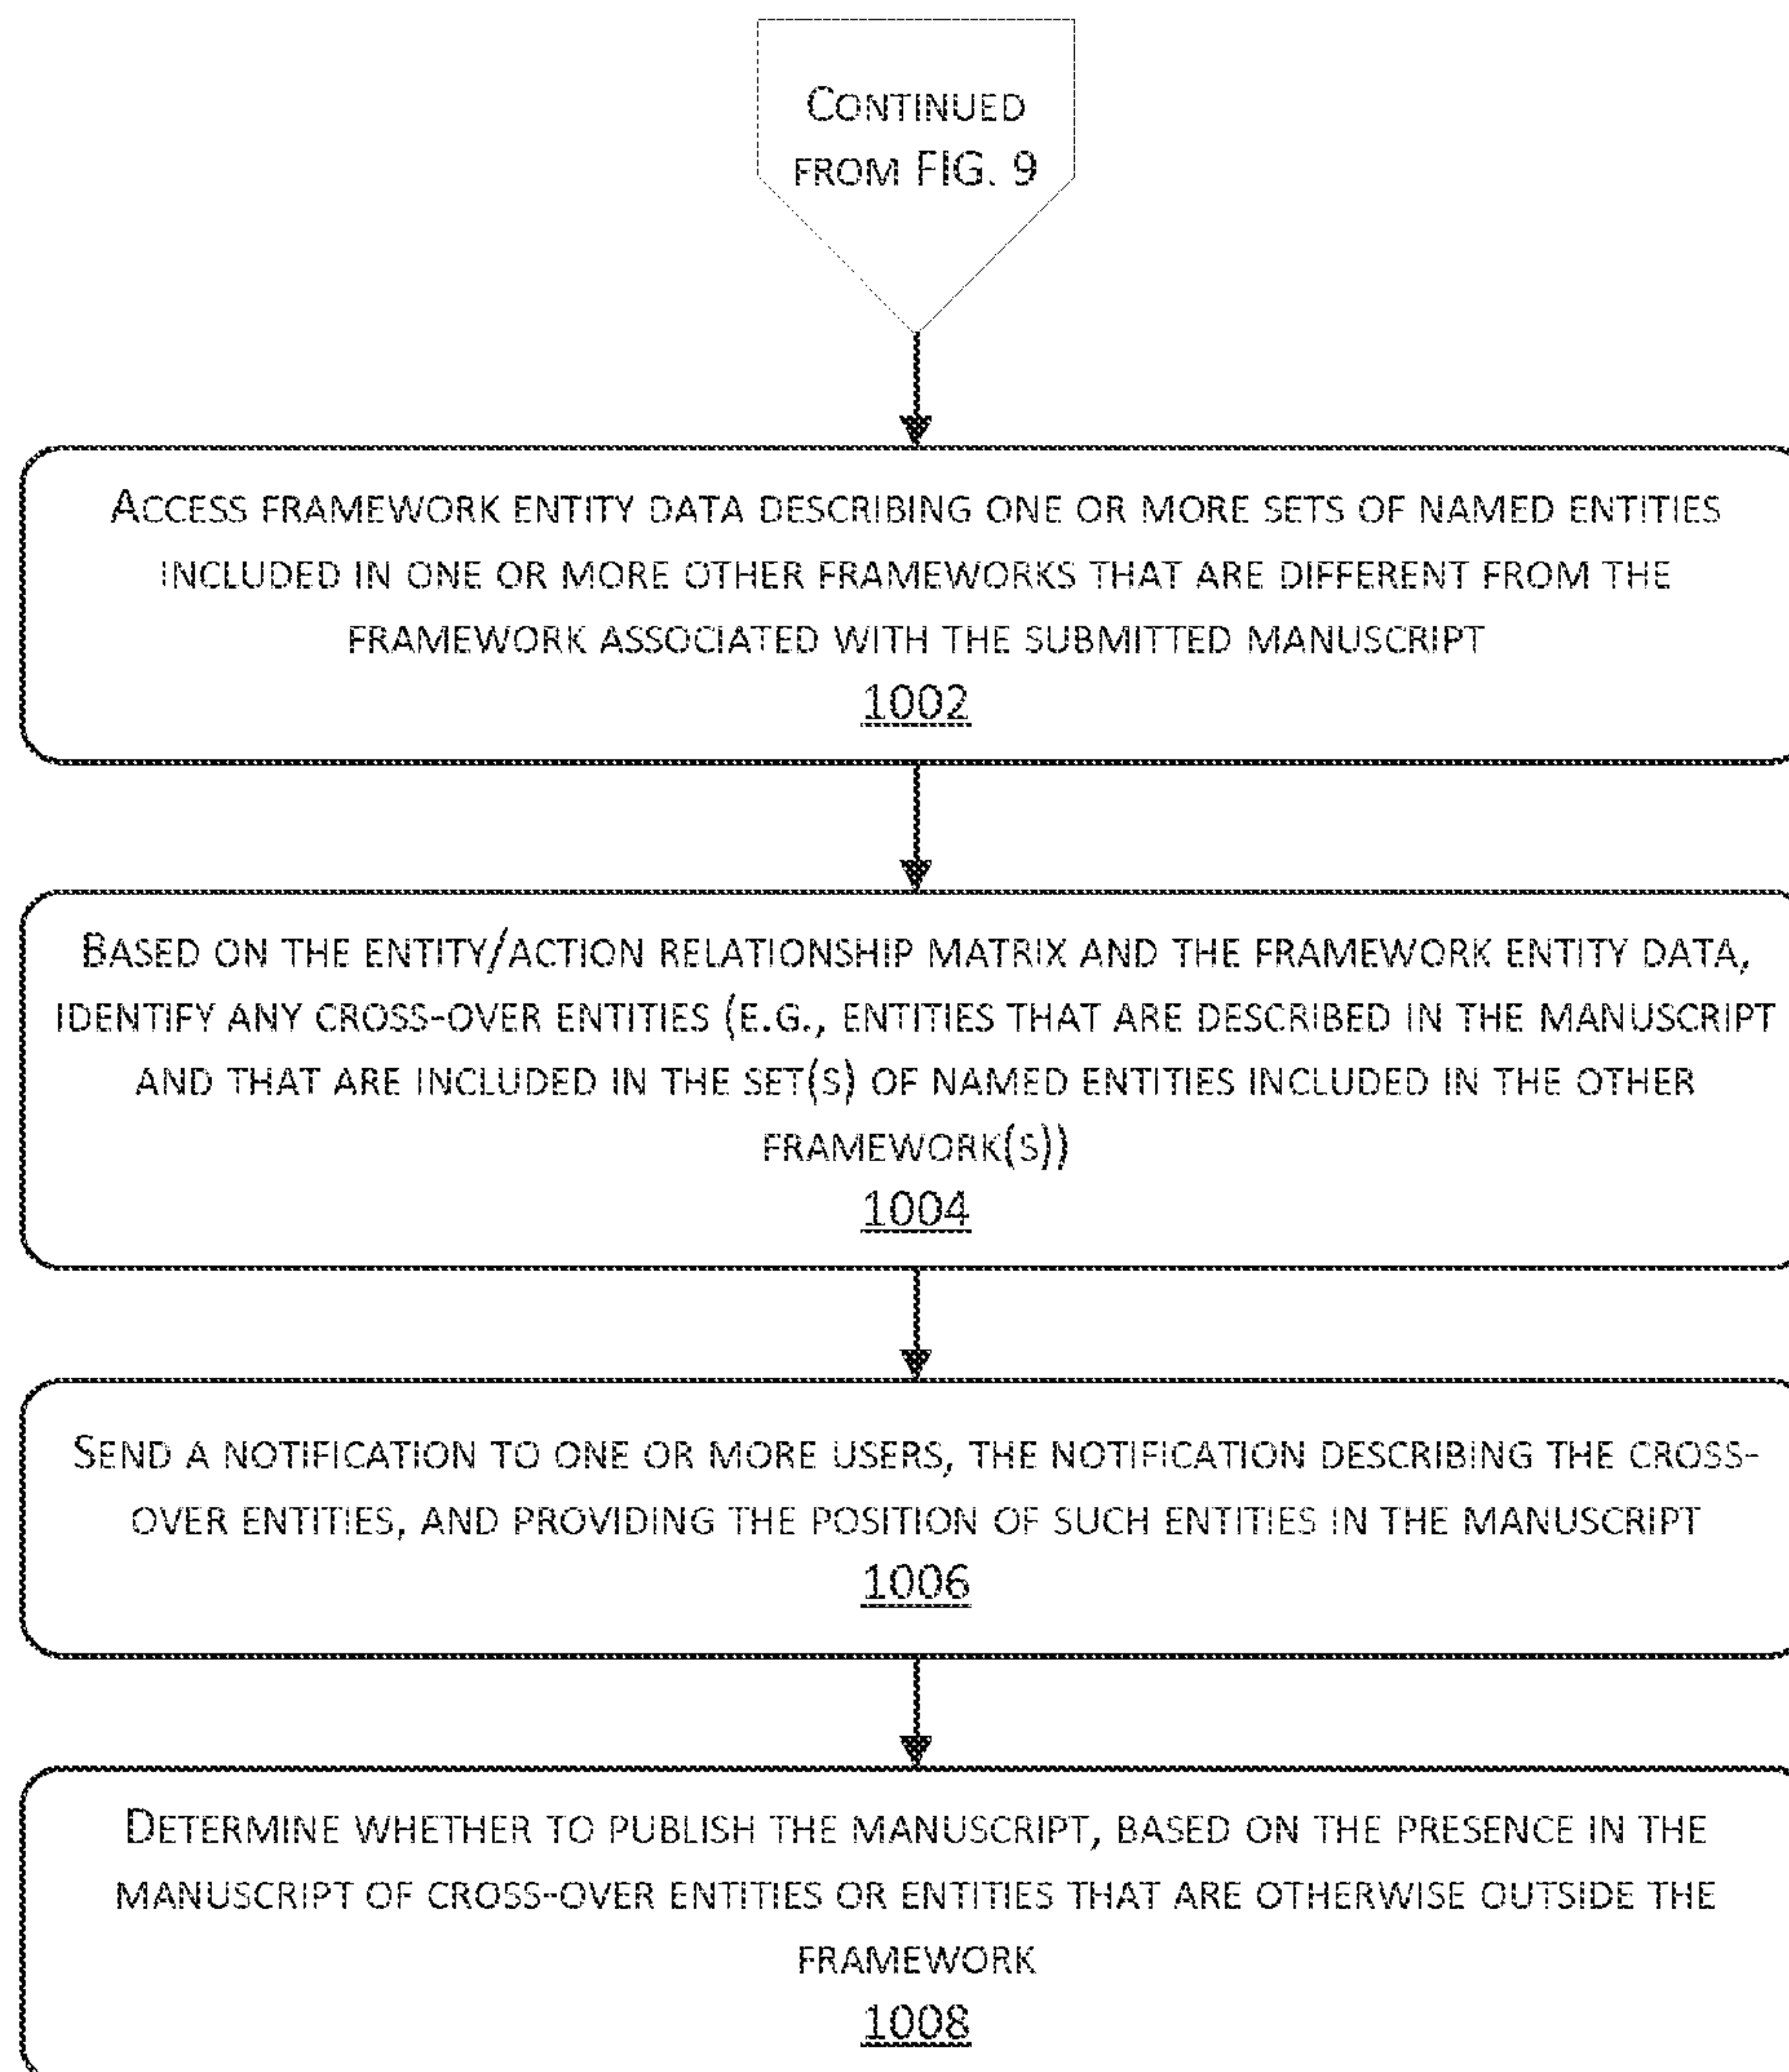 CONTINUED
FROM FIG. 9
ACCESS FRAMEWORK ENTITY DATA DESCRIBING ONE OR MORE SETS OF NAMED ENTITIES
INCLUDED IN ONE OR MORE OTHER FRAMEWORKS THAT ARE DIFFERENT FROM THE
FRAMEWORK ASSOCIATED WITH THE SUBMITTED MANUSCRIPT
1002
BASED ON THE ENTITY/ACTION RELATIONSHIP MATRIX AND THE FRAMEWORK ENTITY DATA,
IDENTIFY ANY CROSS-OVER ENTITIES (E.G., ENTITIES THAT ARE DESCRIBED IN THE MANUSCRIPT
AND THAT ARE INCLUDED IN THE SET(S) OF NAMED ENTITIES INCLUDED IN THE OTHER
FRAMEWORK(S))
1004
SEND A NOTIFICATION TO ONE OR MORE USERS, THE NOTIFICATION DESCRIBING THE CROSS-
OVER ENTITIES, AND PROVIDING THE POSITION OF SUCH ENTITIES IN THE MANUSCRIPT
1006
DETERMINE WHETHER TO PUBLISH THE MANUSCRIPT, BASED ON THE PRESENCE IN THE
MANUSCRIPT OF CROSS-OVER ENTITIES OR ENTITIES THAT ARE OTHERWISE OUTSIDE THE
FRAMEWORK
1008